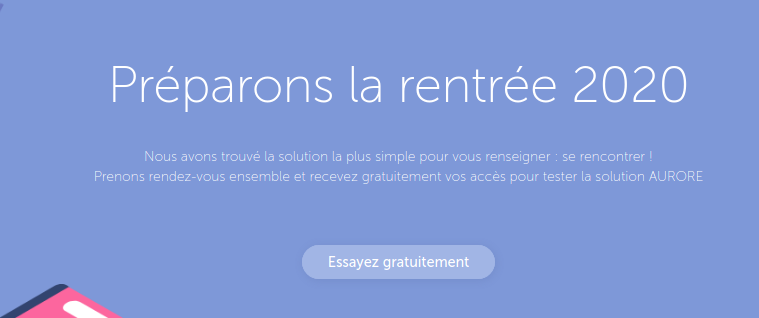 Préparons la rentrée 2020
Nous avons trouvé la solution la plus simple pour vous renseigner : se rencontrer !
Prenons rendez-vous ensemble et recevez gratuitement vos accès pour tester la solution AURORE
Essayez gratuitement